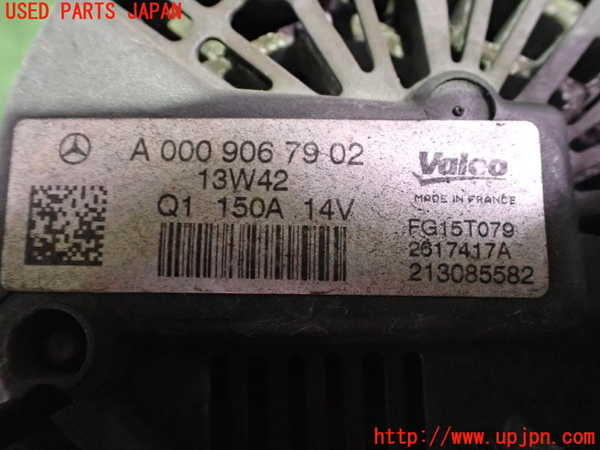 USED PARTS JAPAN
A 000 906 79 02
13W42
Q1 150A 14V
Valeo
MADE IN FRANCE
FG15T079
2617417A
213085582
http://www.upjpn.com/